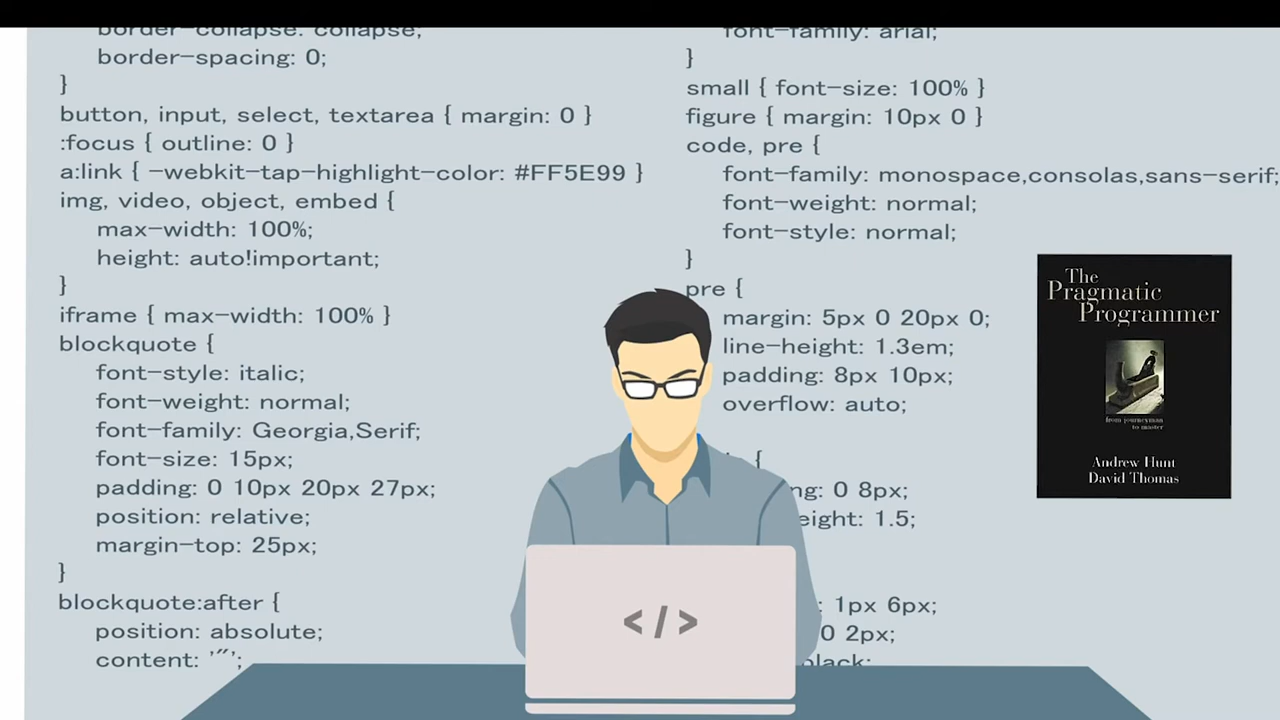 border-collapse: collapse;
border-spacing: 0;
}
button, input, select, textarea { margin: 0 }
:focus { outline: 0 }
a:link { -webkit-tap-highlight-color: #FF5E99 }
img, video, object, embed {
max-width: 100%;
height: auto!important;
}
iframe { max-width: 100% }
blockquote {
font-style: italic;
font-weight: normal;
font-family: Georgia,Serif;
font-size: 15px;
padding: 0 10px 20px 27px;
position: relative;
margin-top: 25px;
}
blockquote:after {
position: absolute;
content: '"';
font-family: arial;
}
small { font-size: 100% }
figure { margin: 10px 0 }
code, pre {
font-family: monospace,consolas,sans-serif;
font-weight: normal;
font-style: normal;
}
pre {
margin: 5px 0 20px 0;
line-height: 1.3em;
padding: 8px 10px;
overflow: auto;
{
: 0 8px;
: 1.5;
: 1px 6px;
0 2px;
black;
</>
The
Pragmatic
Programmer
from journeyman
to master
Andrew Hunt
David Thomas